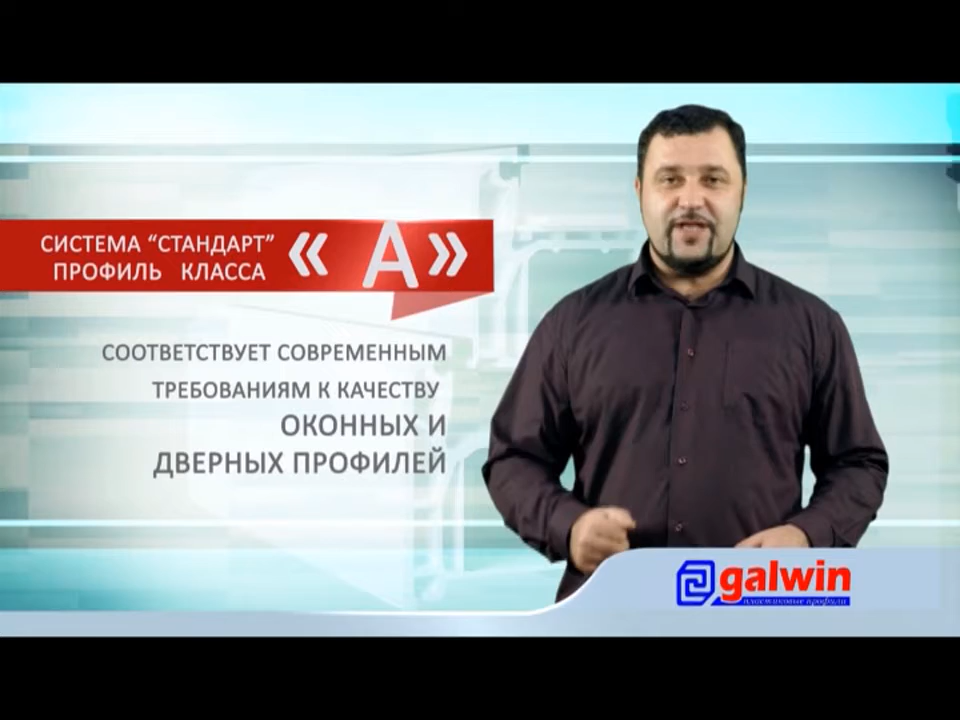 СИСТЕМА “СТАНДАРТ”
ПРОФИЛЬ КЛАССА
« А»
СООТВЕТСТВУЕТ СОВРЕМЕННЫМ
ТРЕБОВАНИЯМ К КАЧЕСТВУ
ОКОННЫХ И
ДВЕРНЫХ ПРОФИЛЕЙ
galwin
пластиковые профили